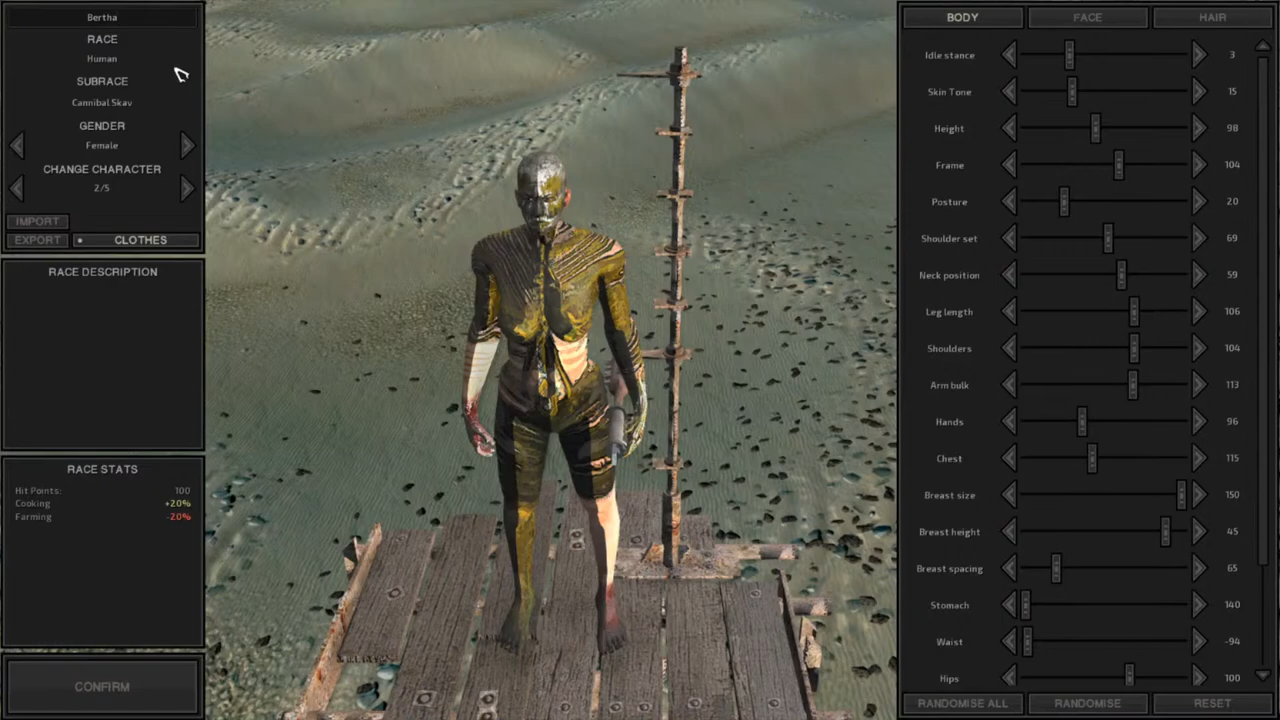 Bertha
RACE
Human
SUBRACE
Cannibal Skav
GENDER
Female
CHANGE CHARACTER
2/5
IMPORT
EXPORT
CLOTHES
RACE DESCRIPTION
RACE STATS
Hit Points: 100
Cooking +20%
Farming -20%
CONFIRM
BODY FACE HAIR
Idle stance 3
Skin Tone 15
Height 98
Frame 104
Posture 20
Shoulder set 69
Neck position 59
Leg length 106
Shoulders 104
Arm bulk 113
Hands 96
Chest 115
Breast size 150
Breast height 45
Breast spacing 65
Stomach 140
Waist -94
Hips 100
RANDOMISE ALL RANDOMISE RESET